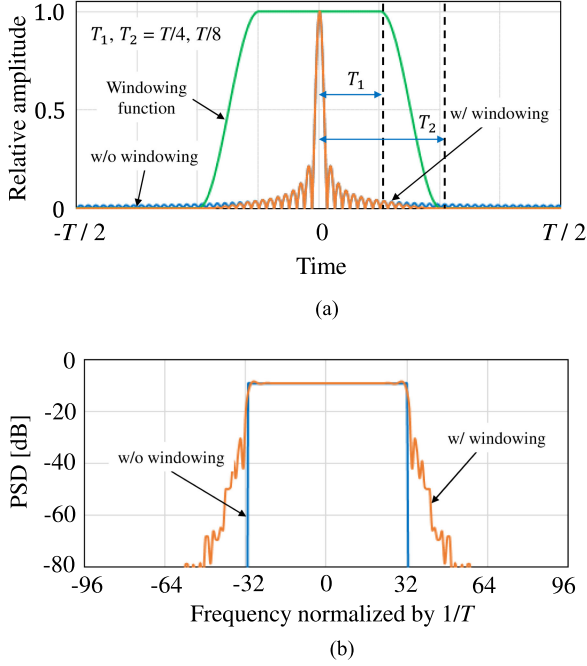 1.0
T₁, T₂ = T/4, T/8
Relative amplitude
Windowing
function
T₁
w/ windowing
0.5
T₂
w/o windowing
0
-T / 2
0
T / 2
Time
(a)
0
-20
-40
-60
-80
PSD [dB]
w/o windowing
w/ windowing
-96
-64
-32
0
32
64
96
Frequency normalized by 1/T
(b)